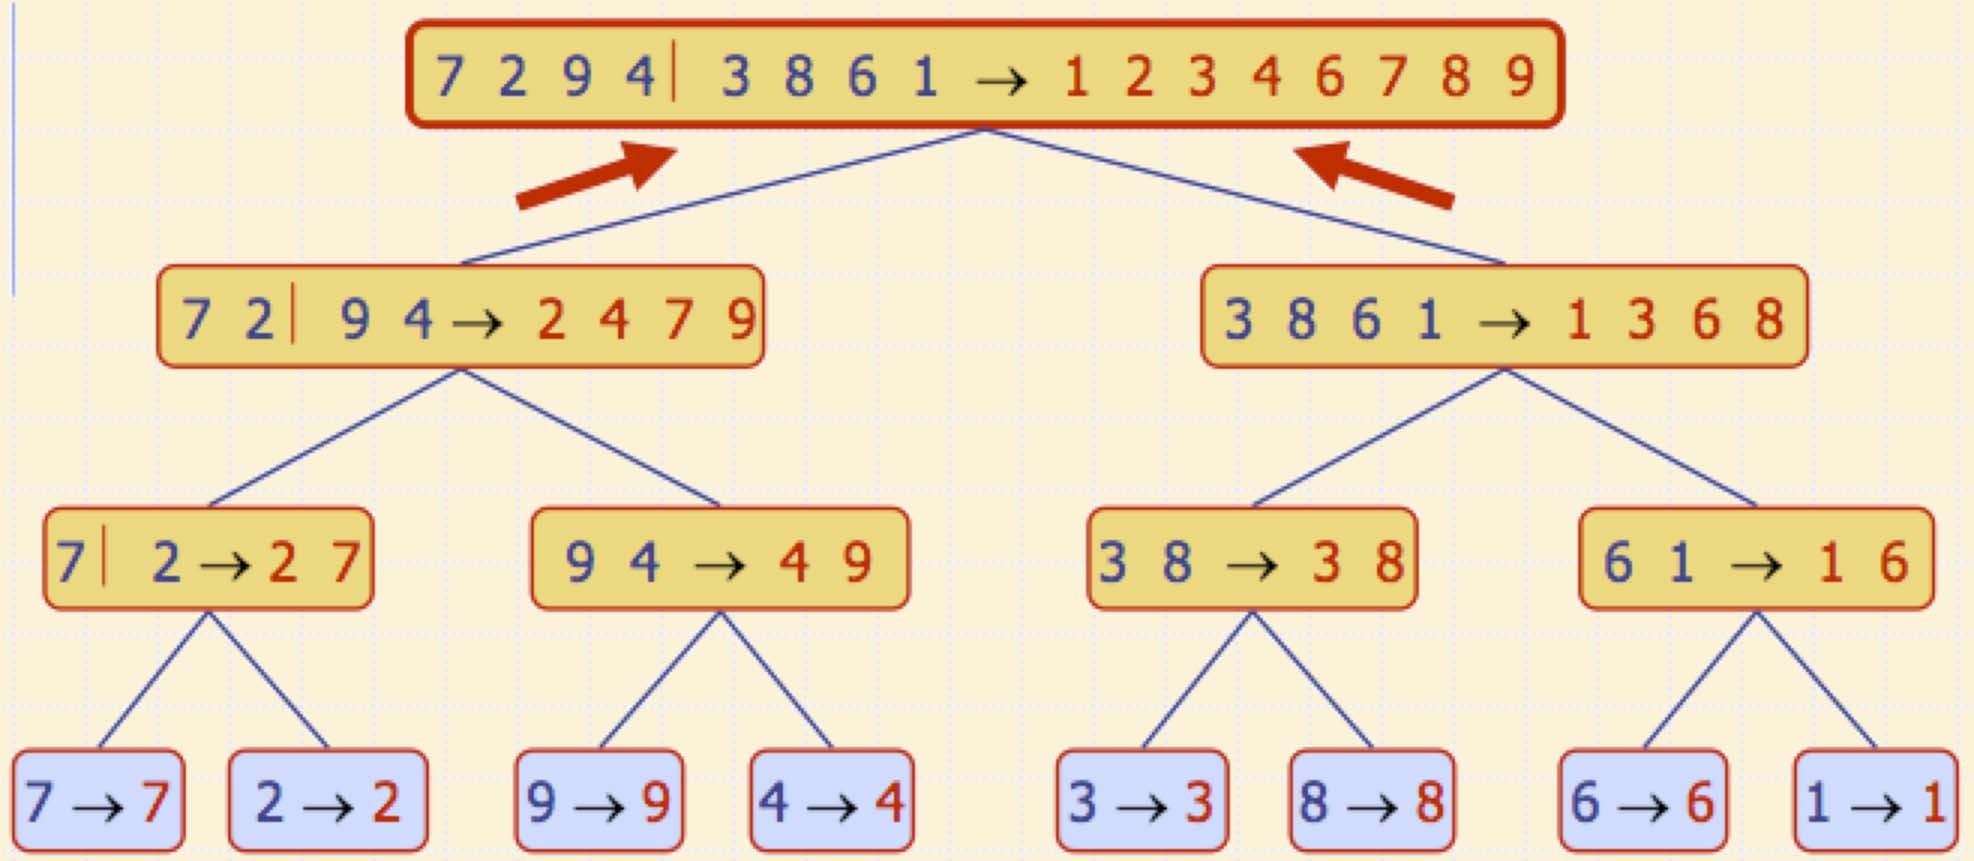 7 2 9 4| 3 8 6 1 → 1 2 3 4 6 7 8 9
7 2| 9 4 → 2 4 7 9
3 8 6 1 → 1 3 6 8
7| 2 → 2 7
9 4 → 4 9
3 8 → 3 8
6 1 → 1 6
7 → 7
2 → 2
9 → 9
4 → 4
3 → 3
8 → 8
6 → 6
1 → 1